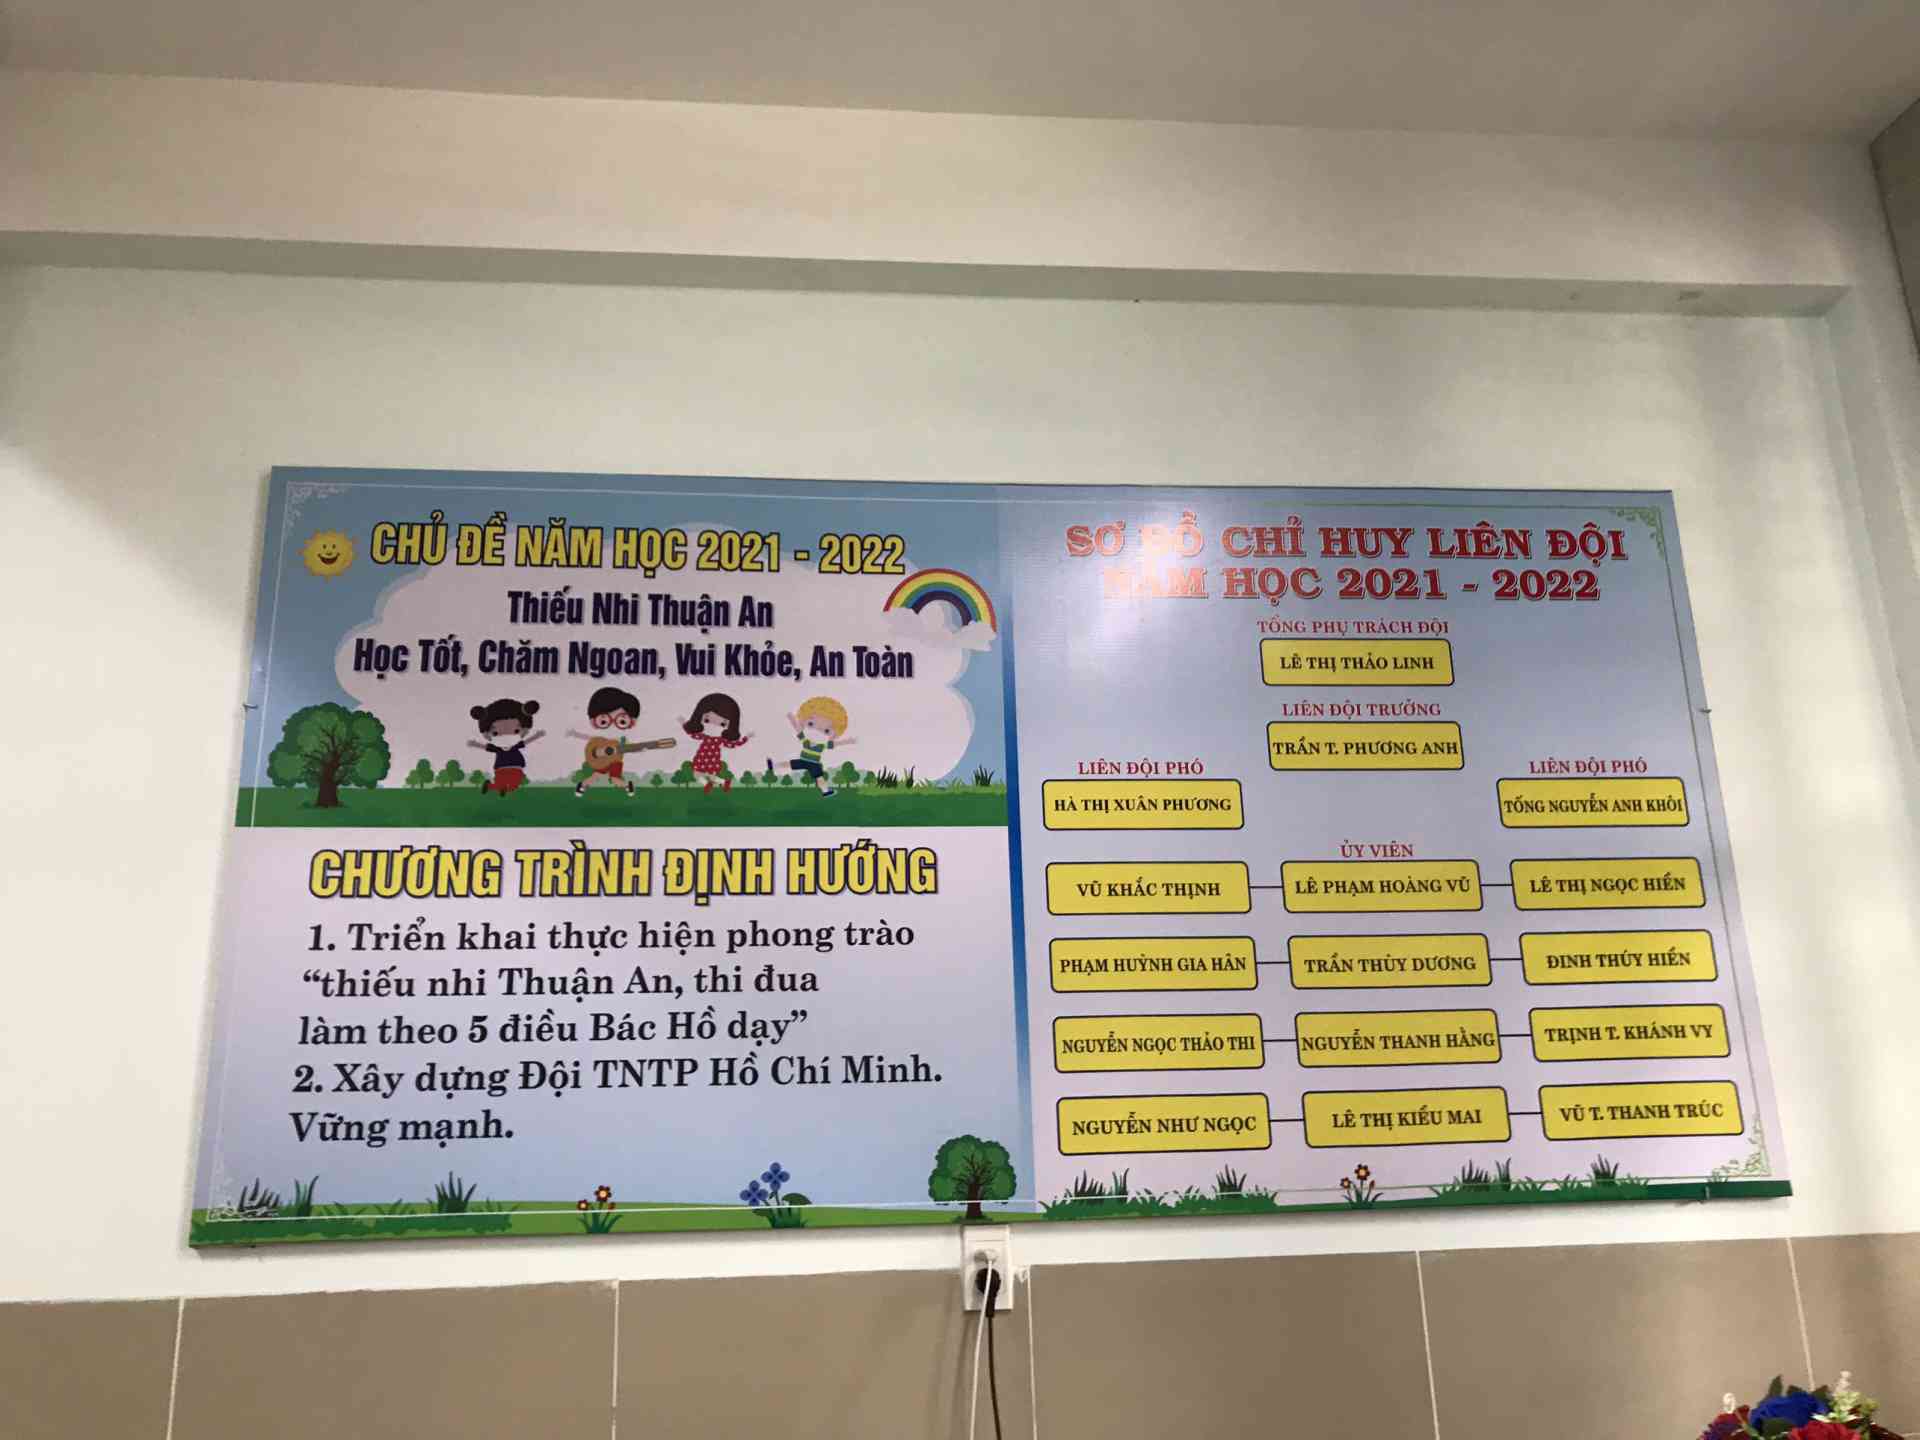 CHỦ ĐỀ NĂM HỌC 2021 - 2022
Thiếu Nhi Thuận An
Học Tốt, Chăm Ngoan, Vui Khỏe, An Toàn
CHƯƠNG TRÌNH ĐỊNH HƯỚNG
1. Triển khai thực hiện phong trào
“thiếu nhi Thuận An, thi đua
làm theo 5 điều Bác Hồ dạy”
2. Xây dựng Đội TNTP Hồ Chí Minh.
Vững mạnh.
SƠ ĐỒ CHỈ HUY LIÊN ĐỘI
NĂM HỌC 2021 - 2022
TỔNG PHỤ TRÁCH ĐỘI
LÊ THỊ THẢO LINH
LIÊN ĐỘI TRƯỞNG
TRẦN T. PHƯƠNG ANH
LIÊN ĐỘI PHÓ
HÀ THỊ XUÂN PHƯƠNG
LIÊN ĐỘI PHÓ
TỐNG NGUYỄN ANH KHÔI
ỦY VIÊN
VŨ KHẮC THỊNH
LÊ PHẠM HOÀNG VŨ
LÊ THỊ NGỌC HIỀN
PHẠM HUỲNH GIA HÂN
TRẦN THÙY DƯƠNG
ĐINH THÚY HIỀN
NGUYỄN NGỌC THẢO THI
NGUYỄN THANH HẰNG
TRỊNH T. KHÁNH VY
NGUYỄN NHƯ NGỌC
LÊ THỊ KIỀU MAI
VŨ T. THANH TRÚC